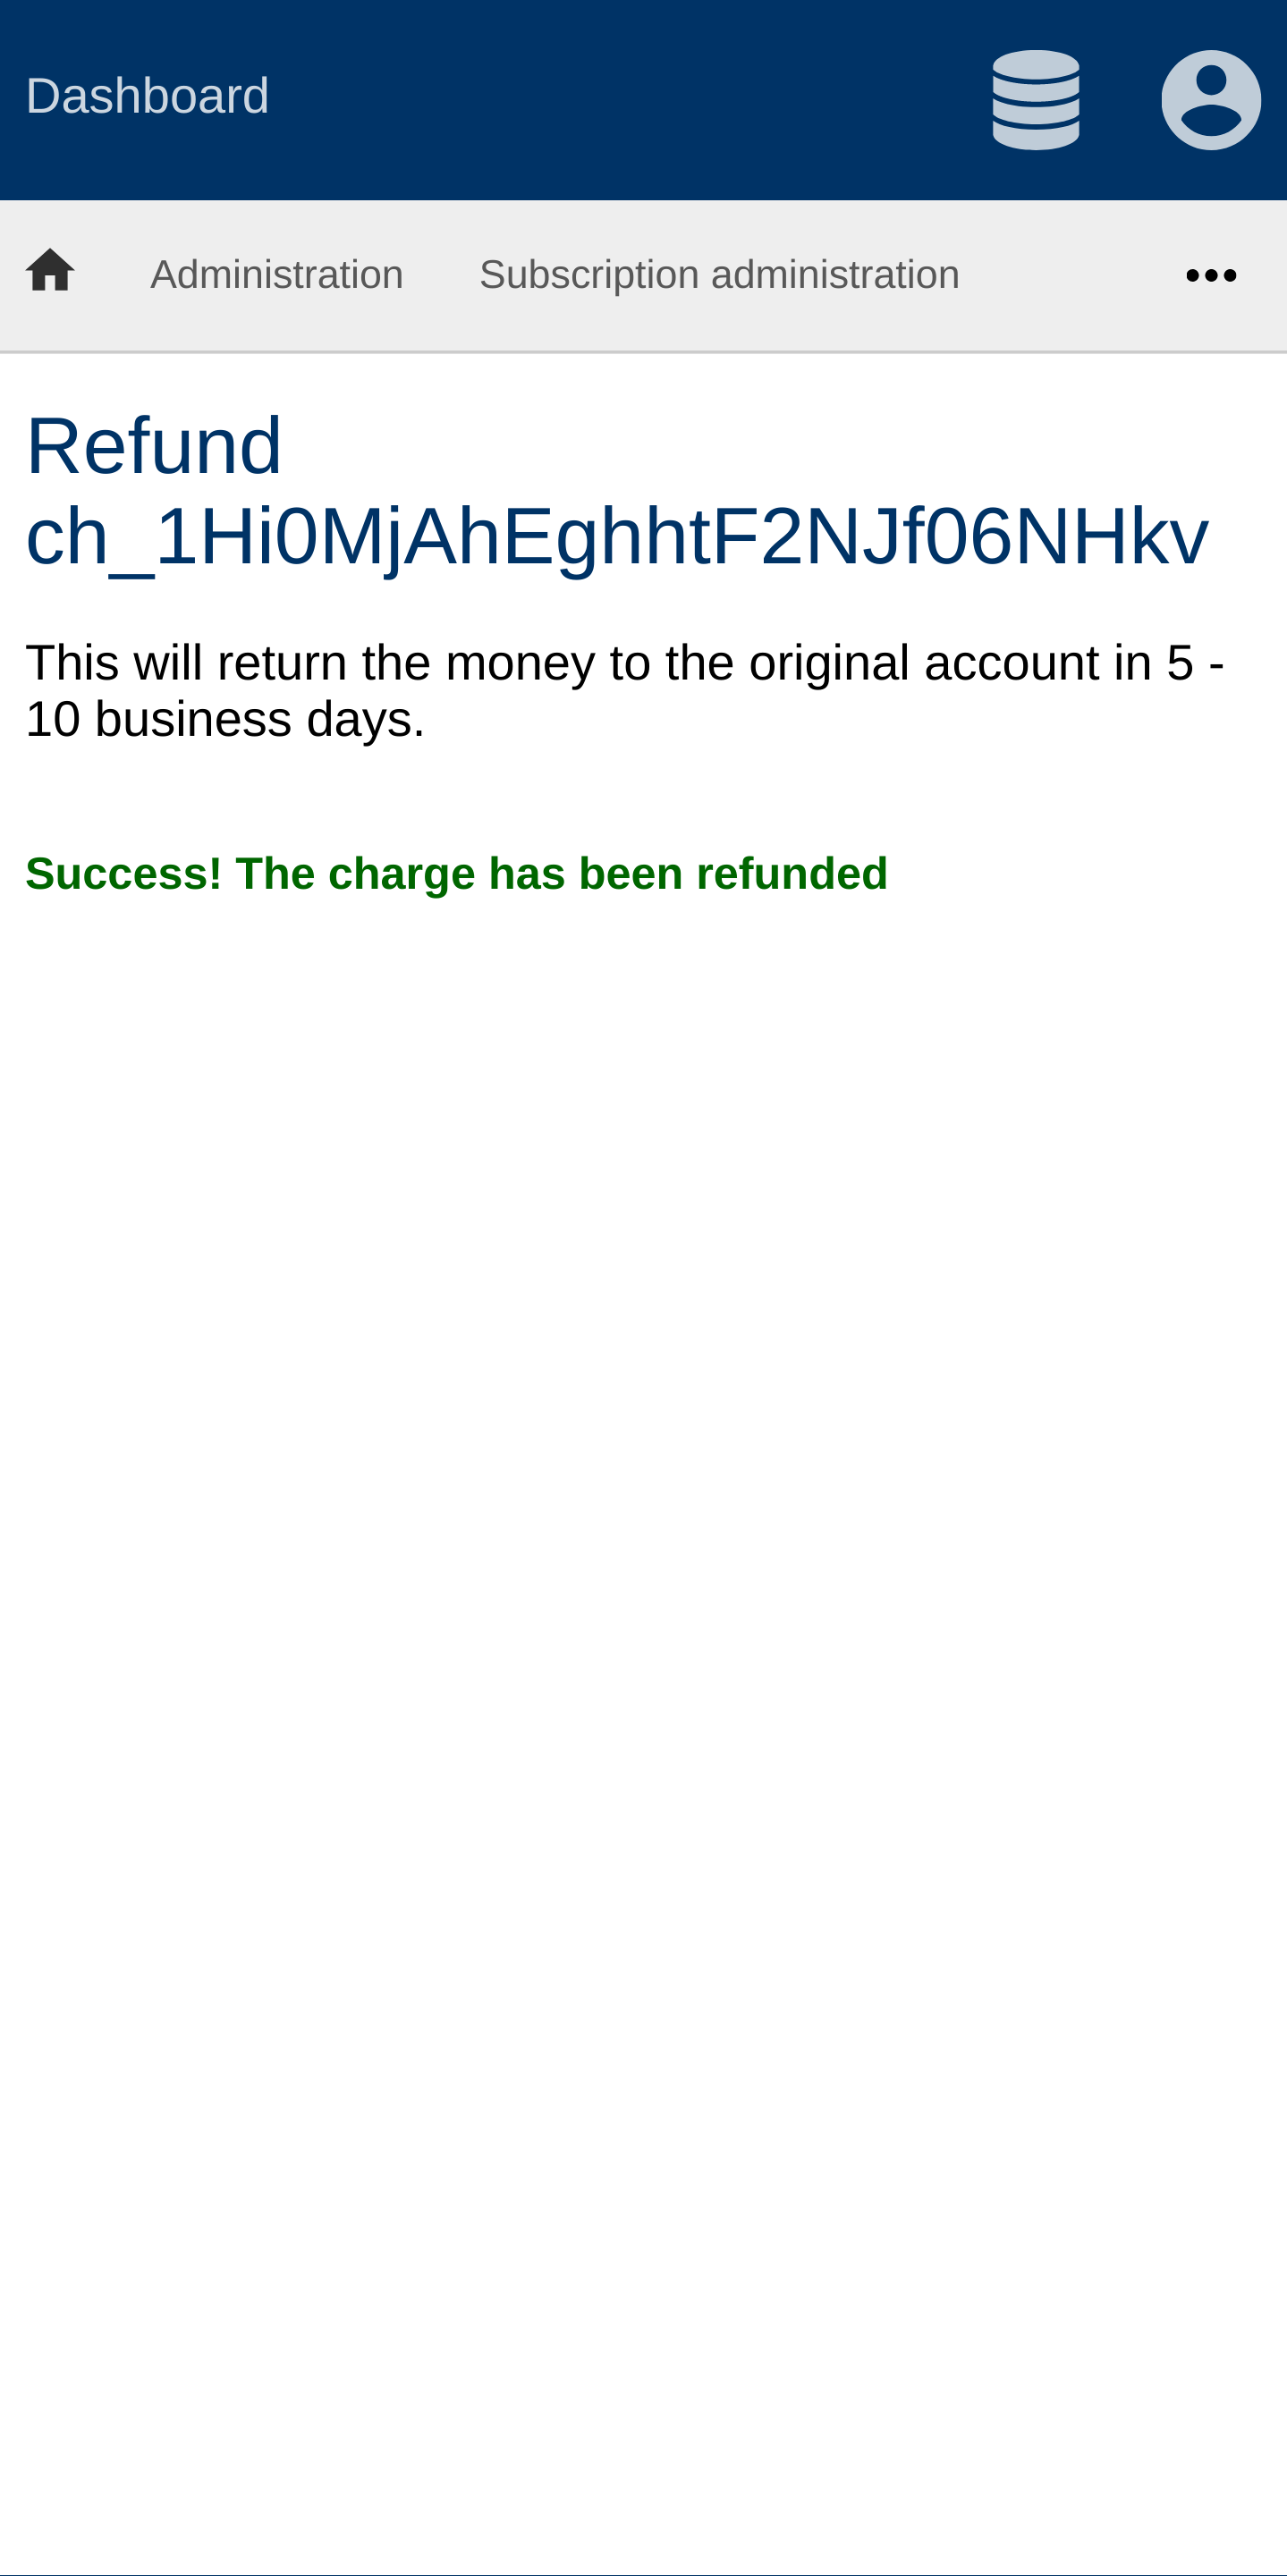 Dashboard
Administration Subscription administration
Refund
ch_1Hi0MjAhEghhtF2NJf06NHkv
This will return the money to the original account in 5 -
10 business days.
Success! The charge has been refunded